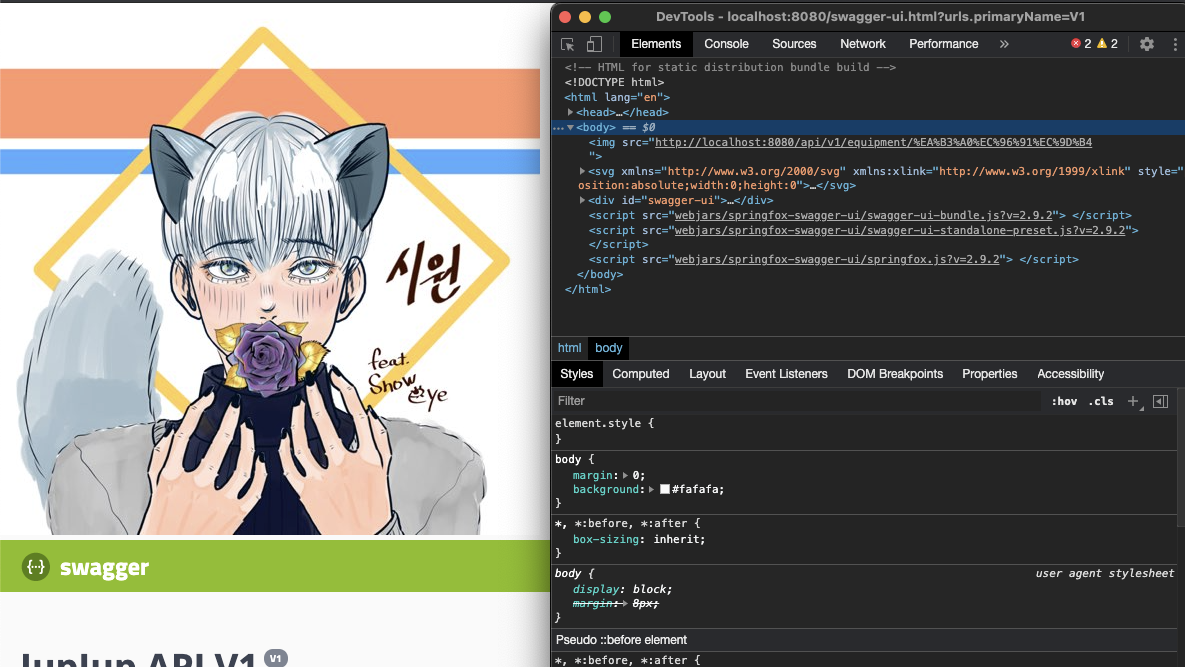 시원
feat.
Show Eye
{···} swagger
V1
DevTools - localhost:8080/swagger-ui.html?urls.primaryName=V1
Elements Console Sources Network Performance » 2 2
<!-- HTML for static distribution bundle build -->
<!DOCTYPE html>
<html lang="en">
<head>…</head>
<body> == $0
<img src="http://localhost:8080/api/v1/equipment/%EA%B3%A0%EC%96%91%EC%9D%B4
">
<svg xmlns="http://www.w3.org/2000/svg" xmlns:xlink="http://www.w3.org/1999/xlink" style="
osition:absolute;width:0;height:0">…</svg>
<div id="swagger-ui">…</div>
<script src="webjars/springfox-swagger-ui/swagger-ui-bundle.js?v=2.9.2"> </script>
<script src="webjars/springfox-swagger-ui/swagger-ui-standalone-preset.js?v=2.9.2">
</script>
<script src="webjars/springfox-swagger-ui/springfox.js?v=2.9.2"> </script>
</body>
</html>
html body
Styles Computed Layout Event Listeners DOM Breakpoints Properties Accessibility
Filter :hov .cls +
element.style {
}
body {
margin: 0;
background: #fafafa;
}
*, *:before, *:after {
box-sizing: inherit;
}
body { user agent stylesheet
display: block;
margin: 8px;
}
Pseudo ::before element
*, *:before, *:after {